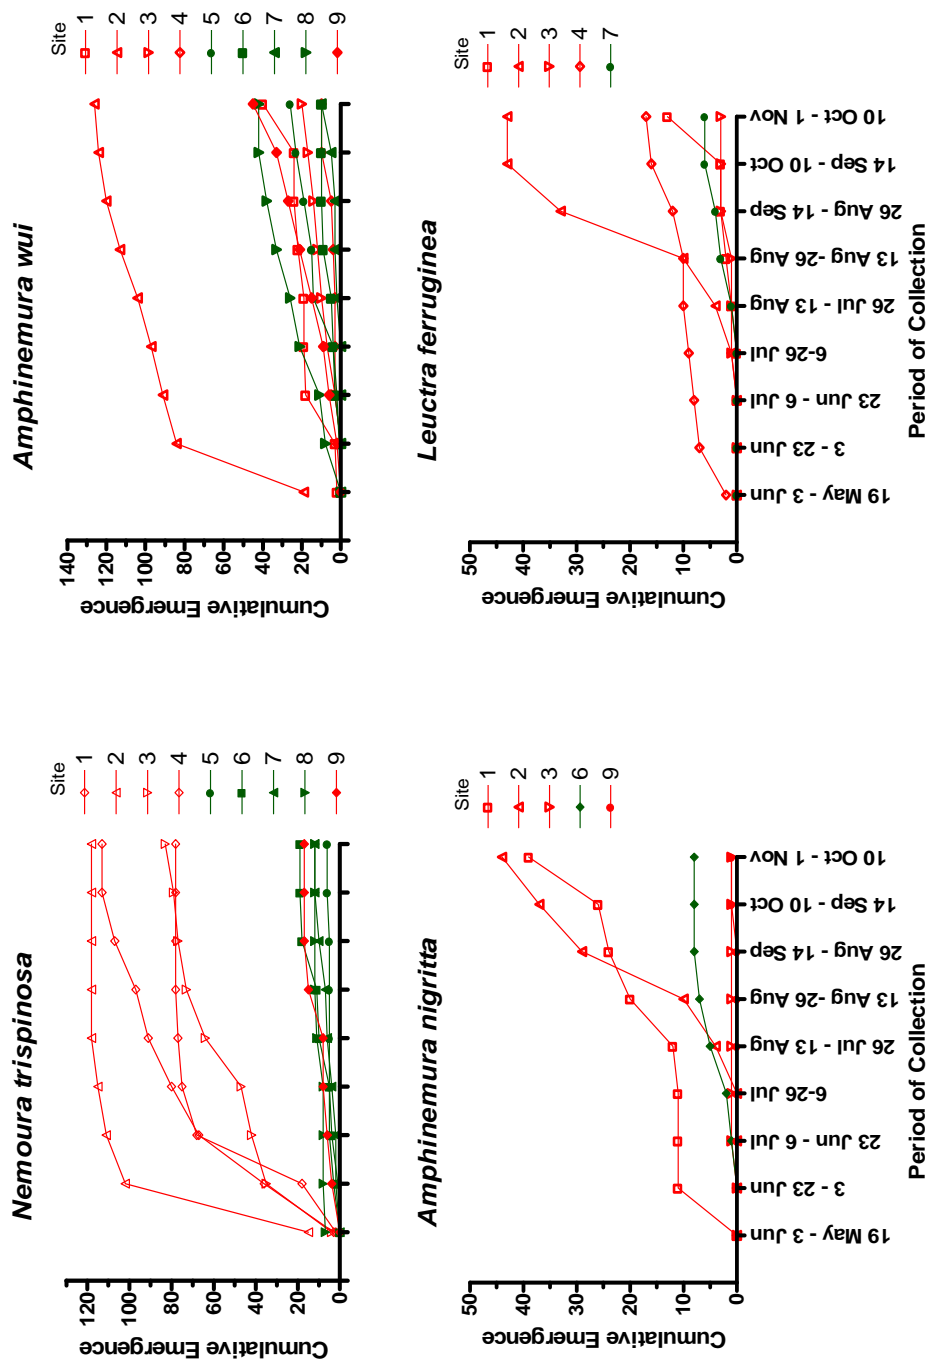 Nemoura trispinosa
Cumulative Emergence
120
100
80
60
40
20
0
Site
1
2
3
4
5
6
7
8
9
Amphinemura wui
Cumulative Emergence
140
120
100
80
60
40
20
0
Site
1
2
3
4
5
6
7
8
9
Amphinemura nigritta
Cumulative Emergence
50
40
30
20
10
0
19 May - 3 Jun
3 - 23 Jun
23 Jun - 6 Jul
6-26 Jul
26 Jul - 13 Aug
13 Aug -26 Aug
26 Aug - 14 Sep
14 Sep - 10 Oct
10 Oct - 1 Nov
Period of Collection
Site
1
2
3
6
9
Leuctra ferruginea
Cumulative Emergence
50
40
30
20
10
0
19 May - 3 Jun
3 - 23 Jun
23 Jun - 6 Jul
6-26 Jul
26 Jul - 13 Aug
13 Aug -26 Aug
26 Aug - 14 Sep
14 Sep - 10 Oct
10 Oct - 1 Nov
Period of Collection
Site
1
2
3
4
7